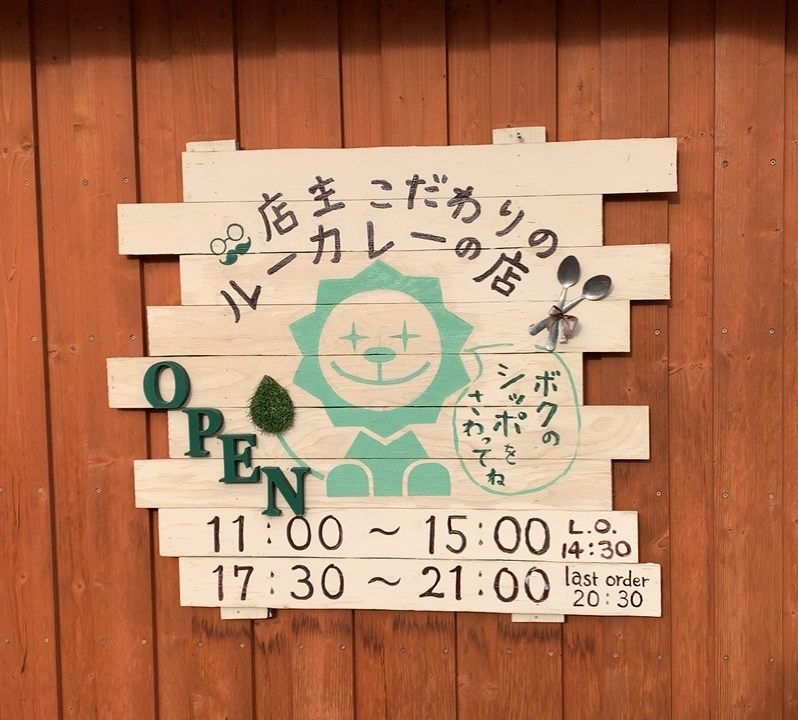 店主こだわりの
ルーカレーの店
ボクの
シッポを
さわってね
OPEN
11:00 ~ 15:00 L.O. 14:30
17:30 ~ 21:00 last order 20:30